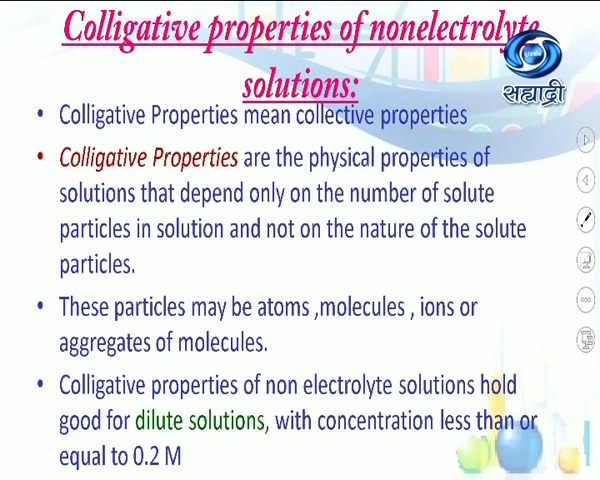 Colligative properties of nonelectrolyte
solutions:
सह्याद्री
• Colligative Properties mean collective properties
• Colligative Properties are the physical properties of
solutions that depend only on the number of solute
particles in solution and not on the nature of the solute
particles.
• These particles may be atoms ,molecules , ions or
aggregates of molecules.
• Colligative properties of non electrolyte solutions hold
good for dilute solutions, with concentration less than or
equal to 0.2 M